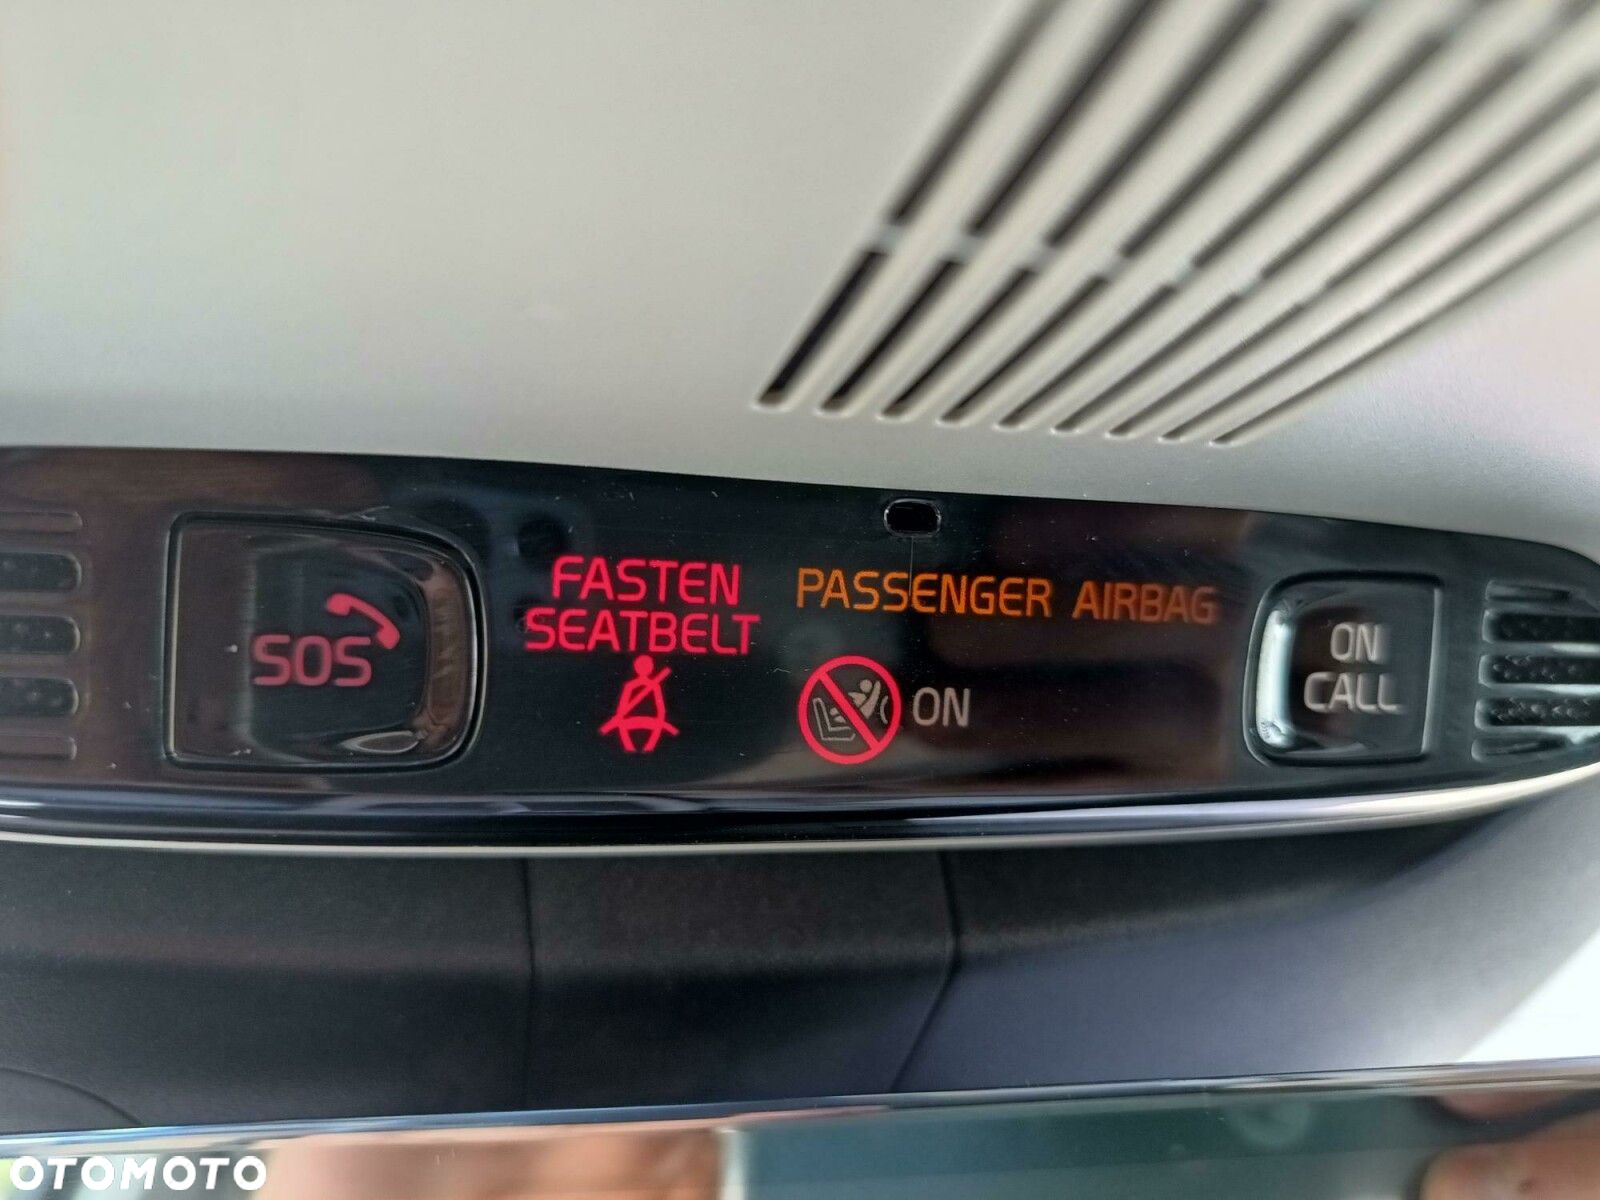 SOS
FASTEN
SEATBELT
PASSENGER AIRBAG
ON
ON
CALL
OTOMOTO